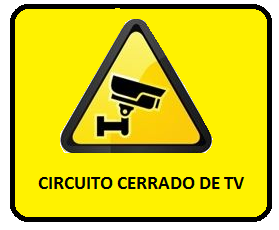 CIRCUITO CERRADO DE TV